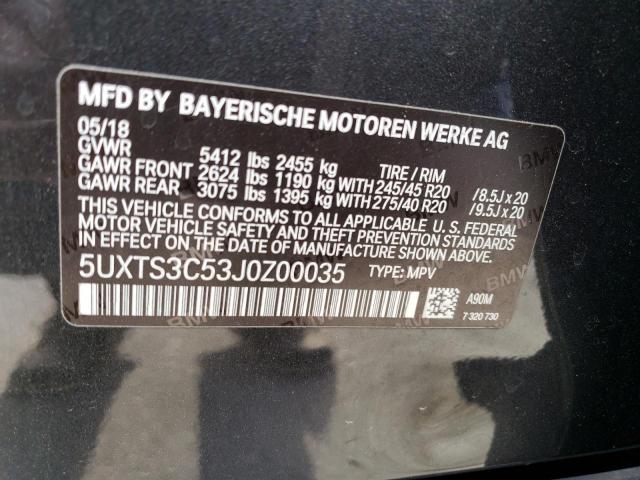 MFD BY BAYERISCHE MOTOREN WERKE AG
05/18
GVWR 5412 lbs 2455 kg TIRE / RIM
GAWR FRONT 2624 lbs 1190 kg WITH 245/45 R20 /8.5J x 20
GAWR REAR 3075 lbs 1395 kg WITH 275/40 R20 /9.5J x 20
THIS VEHICLE CONFORMS TO ALL APPLICABLE U. S. FEDERAL
MOTOR VEHICLE SAFETY AND THEFT PREVENTION STANDARDS
IN EFFECT ON THE DATE OF MANUFACTURE SHOWN ABOVE.
5UXTS3C53J0Z00035 TYPE: MPV
A90M
7 320 730
BMW